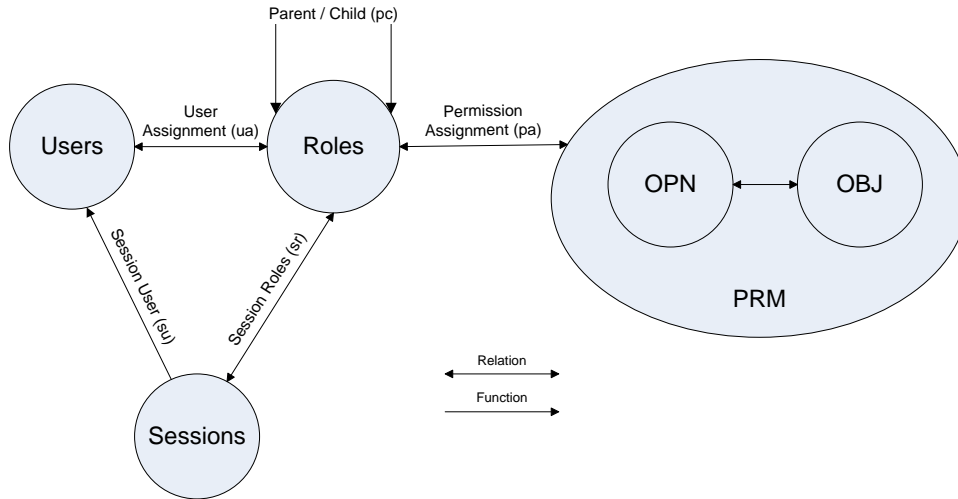 Parent / Child (pc)
User
Assignment (ua)
Permission
Assignment (pa)
Users
Roles
OPN
OBJ
PRM
Session User (su)
Session Roles (sr)
Sessions
Relation
Function